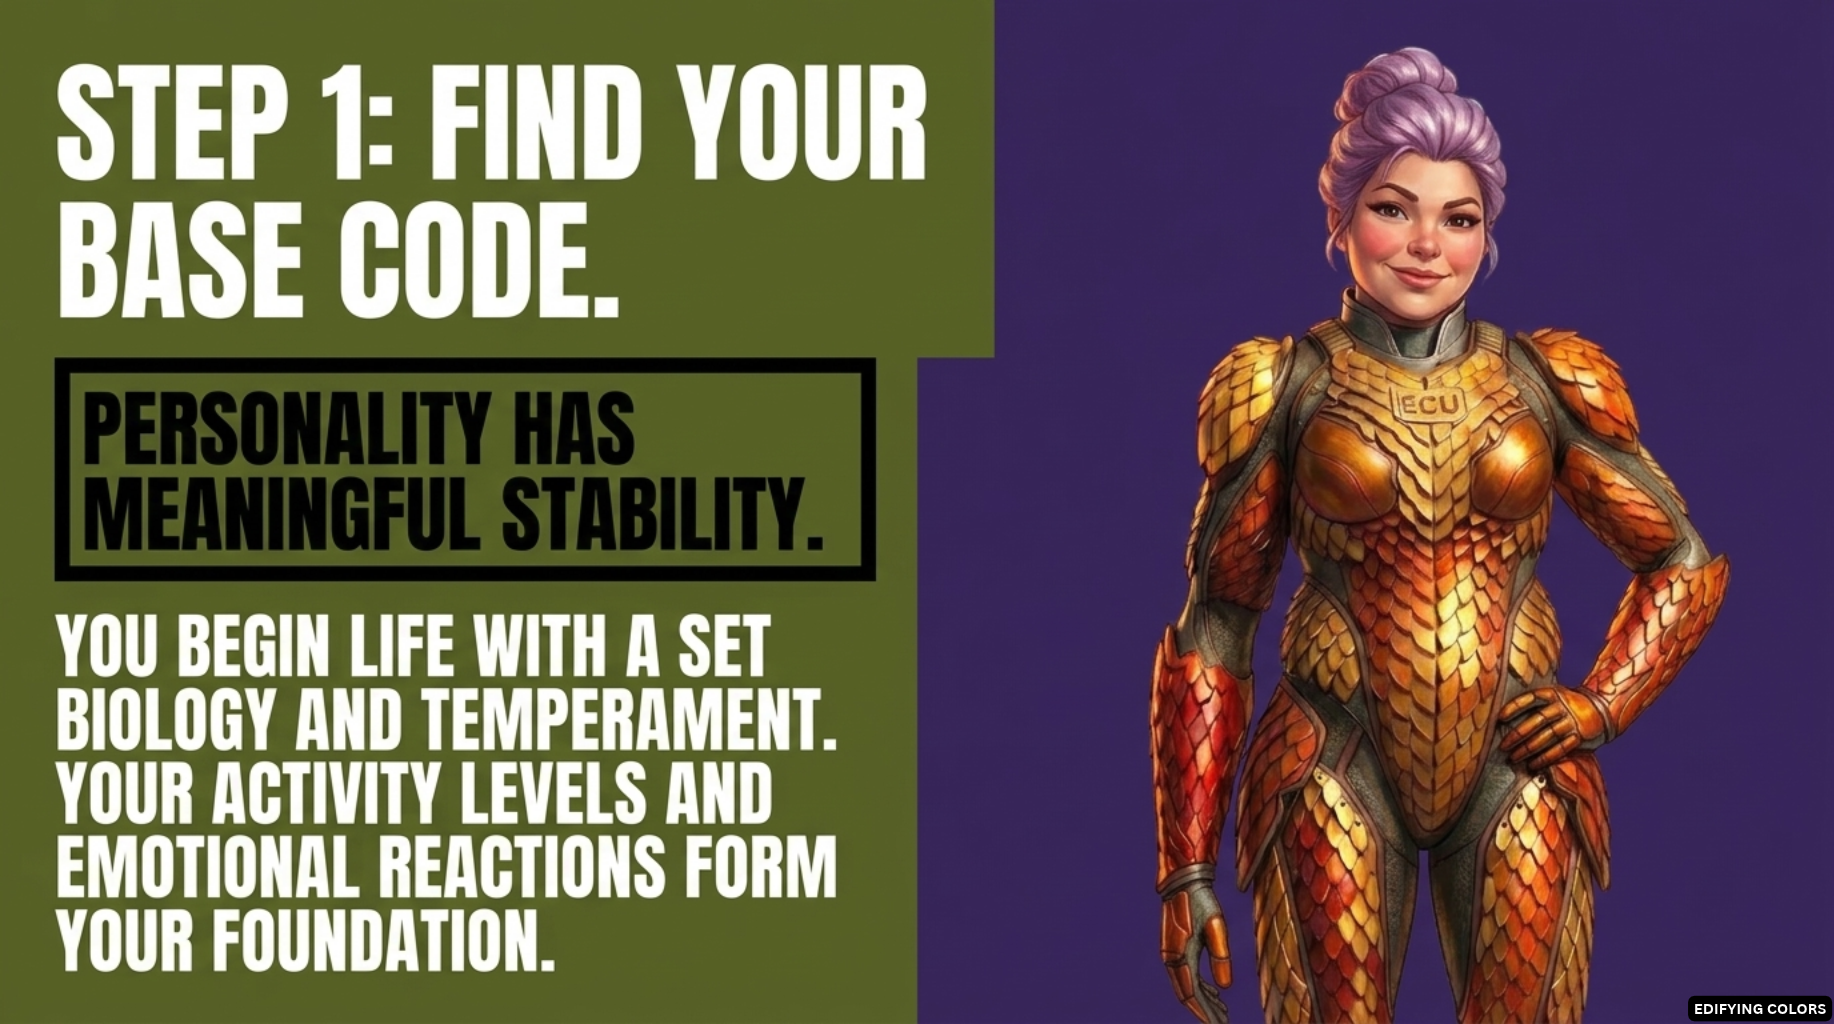 STEP 1: FIND YOUR
BASE CODE.
PERSONALITY HAS
MEANINGFUL STABILITY.
YOU BEGIN LIFE WITH A SET
BIOLOGY AND TEMPERAMENT.
YOUR ACTIVITY LEVELS AND
EMOTIONAL REACTIONS FORM
YOUR FOUNDATION.
ECU
EDIFYING COLORS